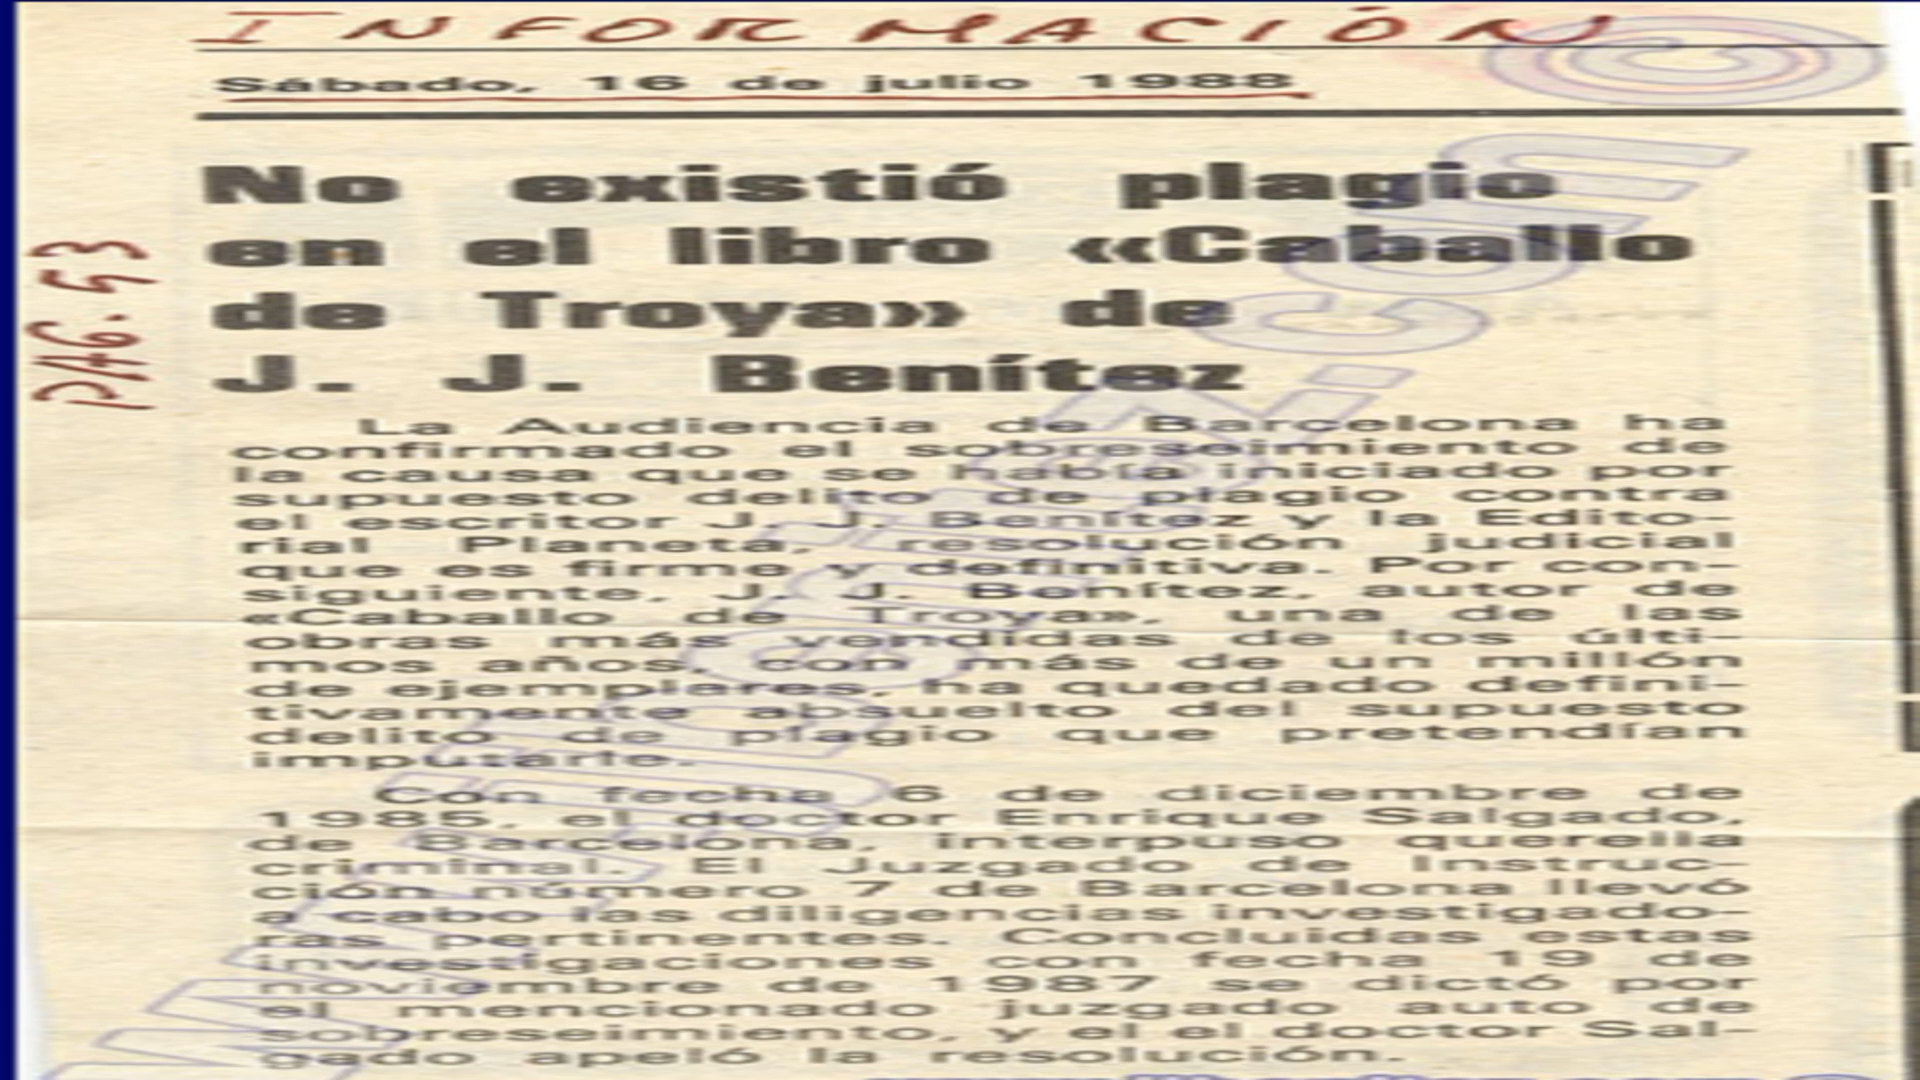 INFORMACIÓN
Sábado, 16 de julio 1988
PAG. 53
No existió plagio
en el libro «Caballo
de Troya» de
J. J. Benítez
La Audiencia de Barcelona ha
confirmado el sobreseimiento de
la causa que se había iniciado por
supuesto delito de plagio contra
el escritor J. J. Benítez y la Edito-
rial Planeta, resolución judicial
que es firme y definitiva. Por con-
siguiente, J. J. Benítez, autor de
«Caballo de Troya», una de las
obras más vendidas de los últi-
mos años, con más de un millón
de ejemplares, ha quedado defini-
tivamente absuelto del supuesto
delito de plagio que pretendían
imputarle.
Con fecha 6 de diciembre de
1985, el doctor Enrique Salgado,
de Barcelona, interpuso querella
criminal. El Juzgado de Instruc-
ción número 7 de Barcelona llevó
a cabo las diligencias investigado-
ras pertinentes. Concluidas estas
investigaciones con fecha 19 de
noviembre de 1987 se dictó por
el mencionado juzgado auto de
sobreseimiento, y el el doctor Sal-
gado apeló la resolución.